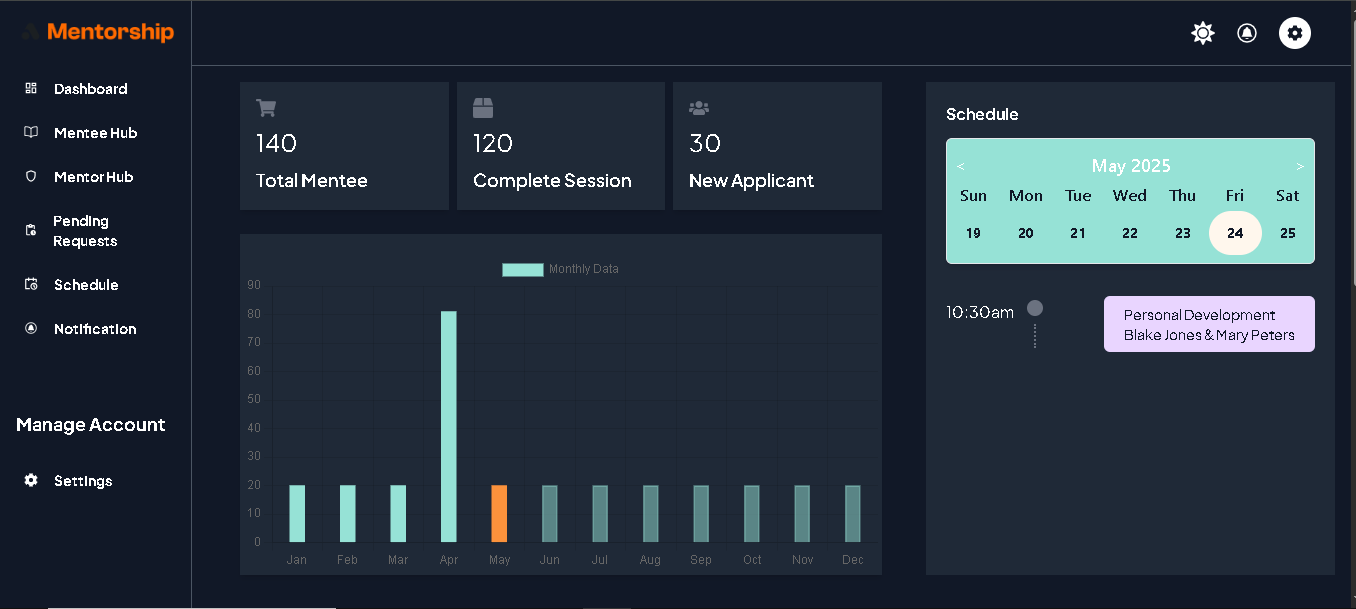 Mentorship
Dashboard
Mentee Hub
Mentor Hub
Pending
Requests
Schedule
Notification
Manage Account
Settings
140
Total Mentee
120
Complete Session
30
New Applicant
Monthly Data
90
80
70
60
50
40
30
20
10
0
Jan Feb Mar Apr May Jun Jul Aug Sep Oct Nov Dec
Schedule
< May 2025 >
Sun Mon Tue Wed Thu Fri Sat
19 20 21 22 23 24 25
10:30am
Personal Development
Blake Jones & Mary Peters